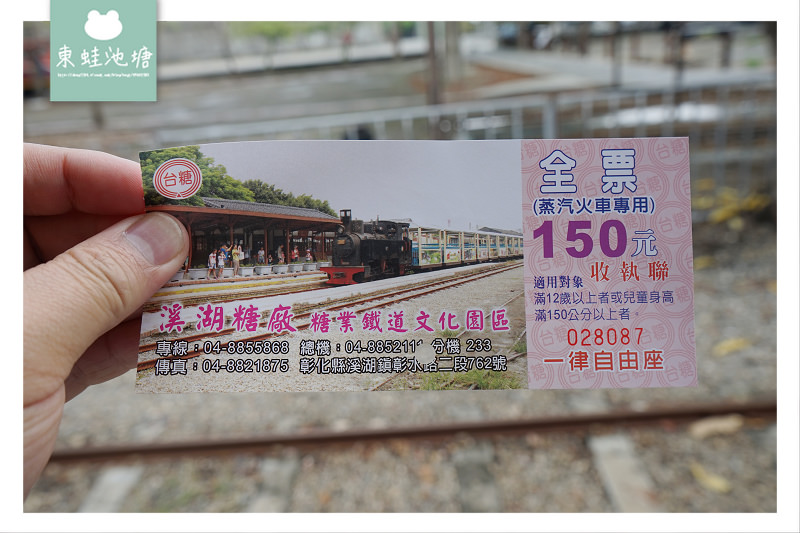 東蛙池塘
台糖
溪湖糖廠 糖業鐵道文化園區
專線：04-8855868 總機：04-8852111 分機 233
傳真：04-8821875 彰化縣溪湖鎮彰水路二段762號
全票
(蒸汽火車專用)
150元
收執聯
適用對象
滿12歲以上者或兒童身高
滿150公分以上者。
028087
一律自由座